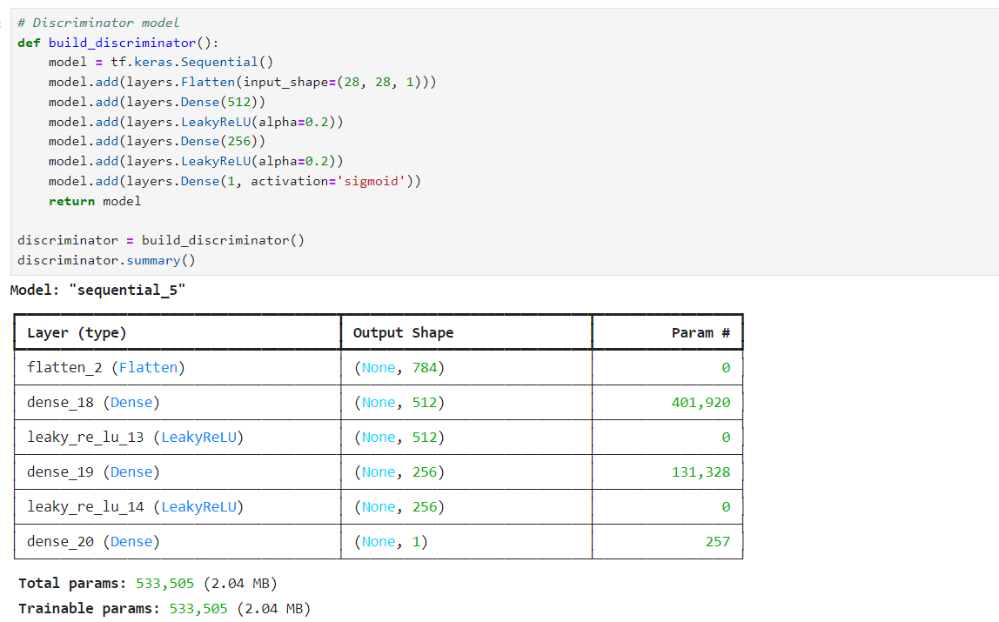 # Discriminator model
def build_discriminator():
    model = tf.keras.Sequential()
    model.add(layers.Flatten(input_shape=(28, 28, 1)))
    model.add(layers.Dense(512))
    model.add(layers.LeakyReLU(alpha=0.2))
    model.add(layers.Dense(256))
    model.add(layers.LeakyReLU(alpha=0.2))
    model.add(layers.Dense(1, activation='sigmoid'))
    return model
discriminator = build_discriminator()
discriminator.summary()
Model: "sequential_5"
Layer (type) Output Shape Param #
flatten_2 (Flatten) (None, 784) 0
dense_18 (Dense) (None, 512) 401,920
leaky_re_lu_13 (LeakyReLU) (None, 512) 0
dense_19 (Dense) (None, 256) 131,328
leaky_re_lu_14 (LeakyReLU) (None, 256) 0
dense_20 (Dense) (None, 1) 257
Total params: 533,505 (2.04 MB)
Trainable params: 533,505 (2.04 MB)